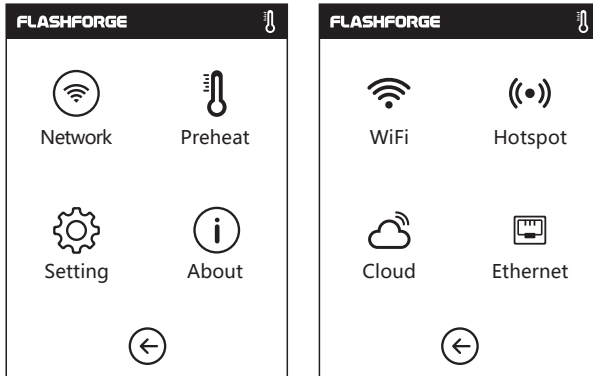 FLASHFORGE
Network Preheat
Setting About
FLASHFORGE
WiFi Hotspot
Cloud Ethernet